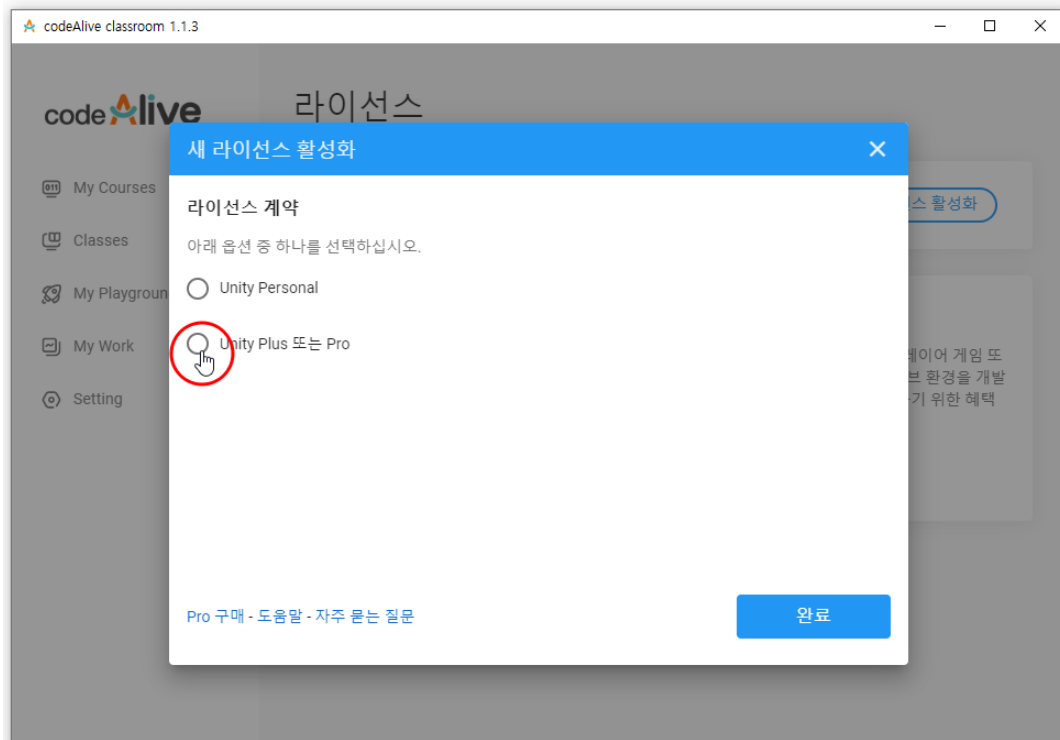 codeAlive classroom 1.1.3
codeAlive
라이선스
새 라이선스 활성화
My Courses
Classes
My Playgroun
My Work
Setting
라이선스 계약
아래 옵션 중 하나를 선택하십시오.
Unity Personal
Unity Plus 또는 Pro
스 활성화
레이어 게임 또
브 환경을 개발
기 위한 혜택
Pro 구매 - 도움말 - 자주 묻는 질문
완료